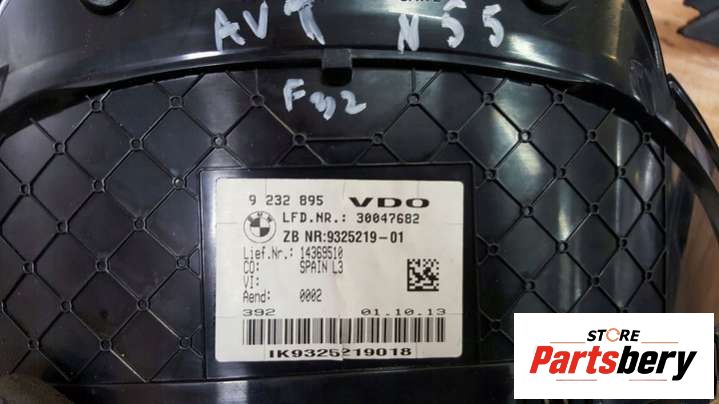 AVT N55
F32
9 232 895 VDO
LFD.NR.: 30047682
ZB NR:9325219-01
Lief.Nr.: 14369510
CO: SPAIN L3
VI:
Aend: 0002
392 01.10.13
IK9325219018
STORE
Partsbery